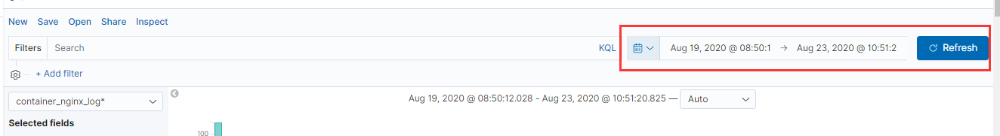 New Save Open Share Inspect
Filters Search KQL Aug 19, 2020 @ 08:50:1 → Aug 23, 2020 @ 10:51:2 Refresh
+ Add filter
container_nginx_log* Aug 19, 2020 @ 08:50:12.028 - Aug 23, 2020 @ 10:51:20.825 — Auto
Selected fields
100